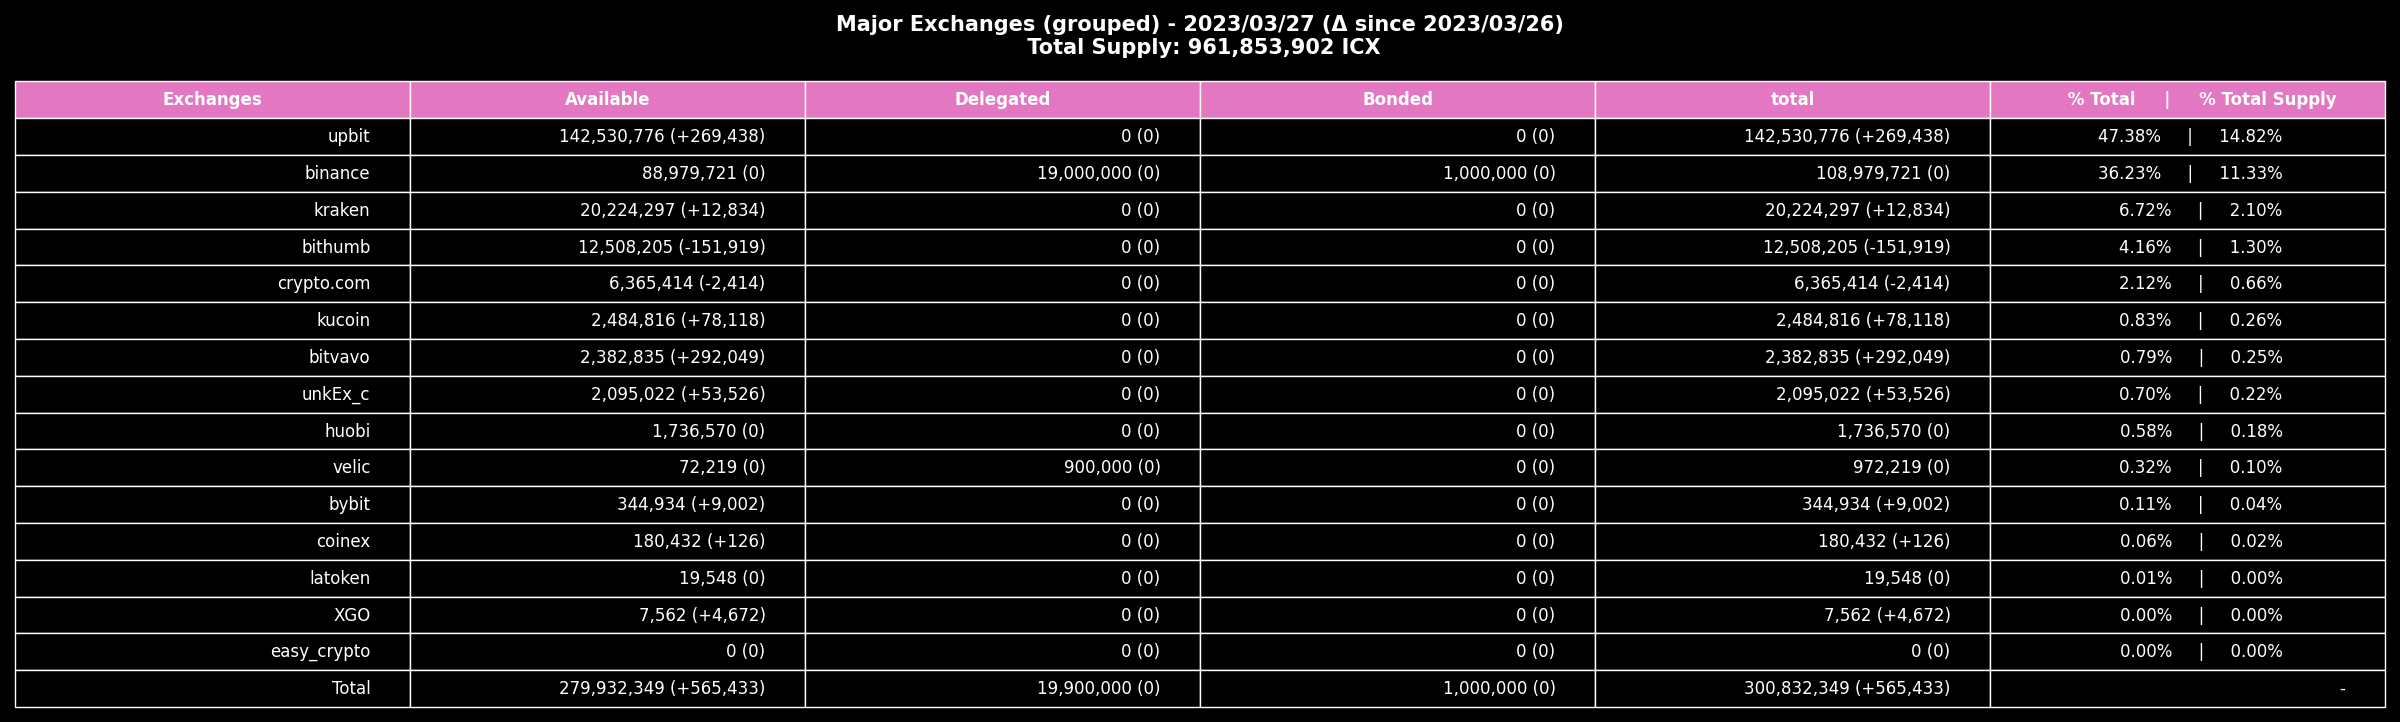 Major Exchanges (grouped) - 2023/03/27 (Δ since 2023/03/26)
Total Supply: 961,853,902 ICX
Exchanges Available Delegated Bonded total % Total | % Total Supply
upbit 142,530,776 (+269,438) 0 (0) 0 (0) 142,530,776 (+269,438) 47.38% | 14.82%
binance 88,979,721 (0) 19,000,000 (0) 1,000,000 (0) 108,979,721 (0) 36.23% | 11.33%
kraken 20,224,297 (+12,834) 0 (0) 0 (0) 20,224,297 (+12,834) 6.72% | 2.10%
bithumb 12,508,205 (-151,919) 0 (0) 0 (0) 12,508,205 (-151,919) 4.16% | 1.30%
crypto.com 6,365,414 (-2,414) 0 (0) 0 (0) 6,365,414 (-2,414) 2.12% | 0.66%
kucoin 2,484,816 (+78,118) 0 (0) 0 (0) 2,484,816 (+78,118) 0.83% | 0.26%
bitvavo 2,382,835 (+292,049) 0 (0) 0 (0) 2,382,835 (+292,049) 0.79% | 0.25%
unkEx_c 2,095,022 (+53,526) 0 (0) 0 (0) 2,095,022 (+53,526) 0.70% | 0.22%
huobi 1,736,570 (0) 0 (0) 0 (0) 1,736,570 (0) 0.58% | 0.18%
velic 72,219 (0) 900,000 (0) 0 (0) 972,219 (0) 0.32% | 0.10%
bybit 344,934 (+9,002) 0 (0) 0 (0) 344,934 (+9,002) 0.11% | 0.04%
coinex 180,432 (+126) 0 (0) 0 (0) 180,432 (+126) 0.06% | 0.02%
latoken 19,548 (0) 0 (0) 0 (0) 19,548 (0) 0.01% | 0.00%
XGO 7,562 (+4,672) 0 (0) 0 (0) 7,562 (+4,672) 0.00% | 0.00%
easy_crypto 0 (0) 0 (0) 0 (0) 0 (0) 0.00% | 0.00%
Total 279,932,349 (+565,433) 19,900,000 (0) 1,000,000 (0) 300,832,349 (+565,433) -